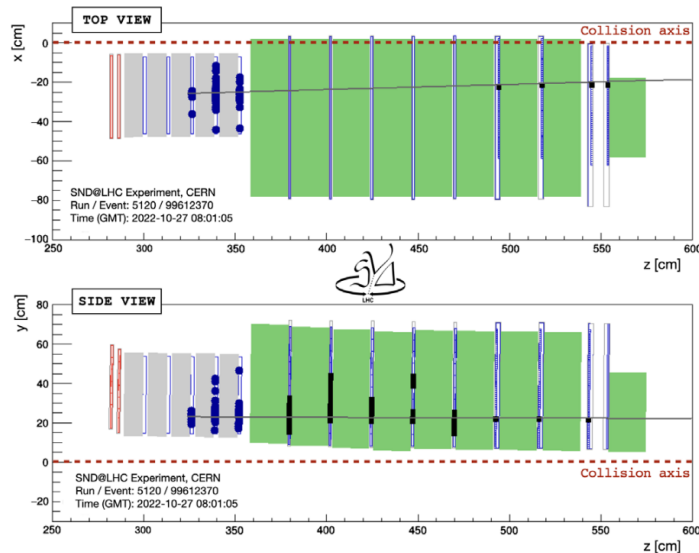 TOP VIEW
x [cm]
Collision axis
0
−20
−40
−60
−80
−100
SND@LHC Experiment, CERN
Run / Event: 5120 / 99612370
Time (GMT): 2022-10-27 08:01:05
250 300 350 400 450 500 550 600
z [cm]
LHC
SIDE VIEW
y [cm]
80
60
40
20
0
−20
Collision axis
SND@LHC Experiment, CERN
Run / Event: 5120 / 99612370
Time (GMT): 2022-10-27 08:01:05
250 300 350 400 450 500 550 600
z [cm]